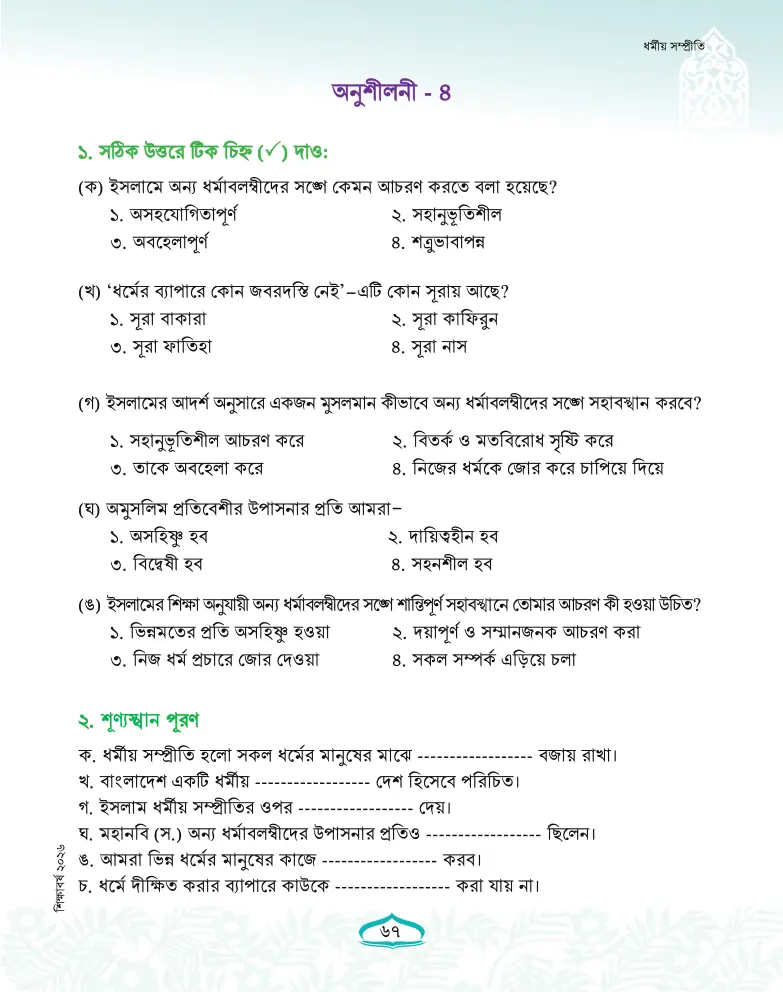 ধর্মীয় সম্প্রীতি
অনুশীলনী - ৪
১. সঠিক উত্তরে টিক চিহ্ন (✓) দাও:
(ক) ইসলামে অন্য ধর্মাবলম্বীদের সঙ্গে কেমন আচরণ করতে বলা হয়েছে?
১. অসহযোগিতাপূর্ণ ২. সহানুভূতিশীল
৩. অবহেলাপূর্ণ ৪. শত্রুভাবাপন্ন
(খ) ‘ধর্মের ব্যাপারে কোন জবরদস্তি নেই’–এটি কোন সূরায় আছে?
১. সূরা বাকারা ২. সূরা কাফিরুন
৩. সূরা ফাতিহা ৪. সূরা নাস
(গ) ইসলামের আদর্শ অনুসারে একজন মুসলমান কীভাবে অন্য ধর্মাবলম্বীদের সঙ্গে সহাবস্থান করবে?
১. সহানুভূতিশীল আচরণ করে ২. বিতর্ক ও মতবিরোধ সৃষ্টি করে
৩. তাকে অবহেলা করে ৪. নিজের ধর্মকে জোর করে চাপিয়ে দিয়ে
(ঘ) অমুসলিম প্রতিবেশীর উপাসনার প্রতি আমরা–
১. অসহিষ্ণু হব ২. দায়িত্বহীন হব
৩. বিদ্বেষী হব ৪. সহনশীল হব
(ঙ) ইসলামের শিক্ষা অনুযায়ী অন্য ধর্মাবলম্বীদের সঙ্গে শান্তিপূর্ণ সহাবস্থানে তোমার আচরণ কী হওয়া উচিত?
১. ভিন্নমতের প্রতি অসহিষ্ণু হওয়া ২. দয়াপূর্ণ ও সম্মানজনক আচরণ করা
৩. নিজ ধর্ম প্রচারে জোর দেওয়া ৪. সকল সম্পর্ক এড়িয়ে চলা
২. শূণ্যস্থান পূরণ
ক. ধর্মীয় সম্প্রীতি হলো সকল ধর্মের মানুষের মাঝে ------------------ বজায় রাখা।
খ. বাংলাদেশ একটি ধর্মীয় ------------------ দেশ হিসেবে পরিচিত।
গ. ইসলাম ধর্মীয় সম্প্রীতির ওপর ------------------ দেয়।
ঘ. মহানবি (স.) অন্য ধর্মাবলম্বীদের উপাসনার প্রতিও ------------------ ছিলেন।
ঙ. আমরা ভিন্ন ধর্মের মানুষের কাজে ------------------ করব।
চ. ধর্মে দীক্ষিত করার ব্যাপারে কাউকে ------------------ করা যায় না।
শিক্ষাবর্ষ ২০২৬
৬৭